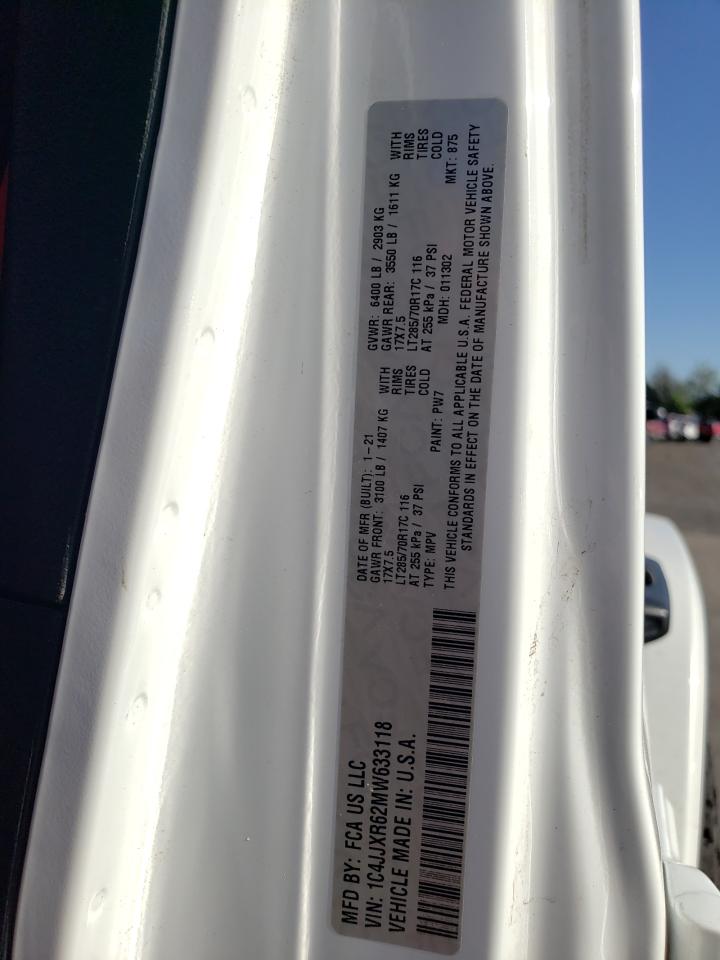 MFD BY: FCA US LLC
VIN: 1C4JJXR62MW633118
VEHICLE MADE IN: U.S.A.
DATE OF MFR (BUILT): 1-21 GVWR: 6400 LB / 2903 KG
GAWR FRONT: 3100 LB / 1407 KG WITH GAWR REAR: 3550 LB / 1611 KG WITH
17X7.5 RIMS 17X7.5 RIMS
LT285/70R17C 116 TIRES LT285/70R17C 116 TIRES
AT 255 kPa / 37 PSI COLD AT 255 kPa / 37 PSI COLD
TYPE: MPV PAINT: PW7 MDH: 011302 MKT: 875
THIS VEHICLE CONFORMS TO ALL APPLICABLE U.S.A. FEDERAL MOTOR VEHICLE SAFETY
STANDARDS IN EFFECT ON THE DATE OF MANUFACTURE SHOWN ABOVE.